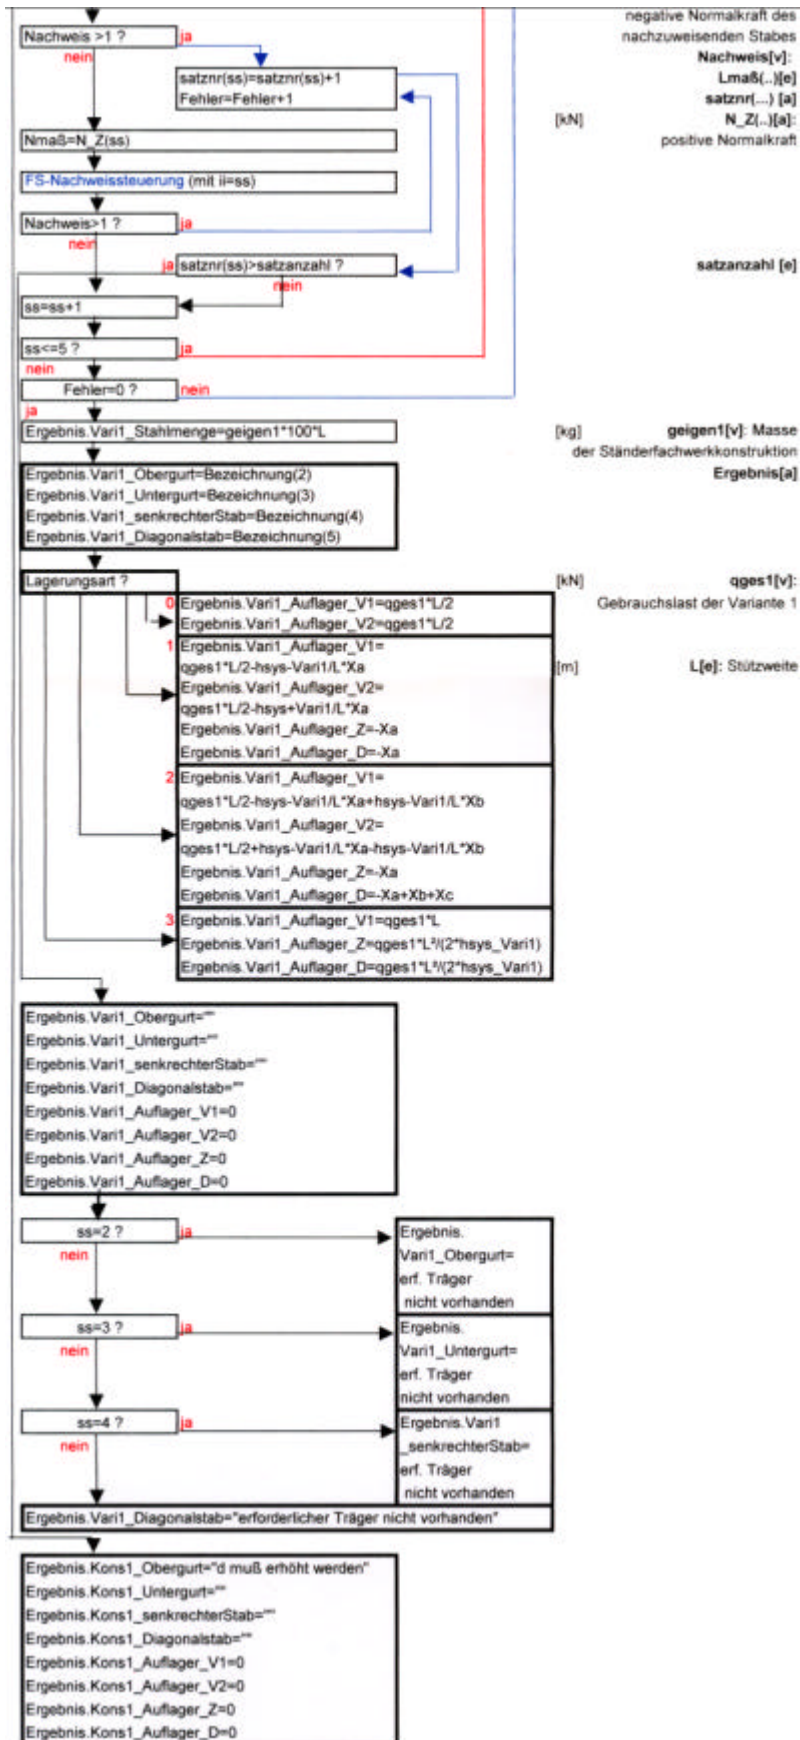 negative Normalkraft des
Nachweis >1 ?
ja
nachzuweisenden Stabes
nein
Nachweis[v]:
satznr(ss)=satznr(ss)+1
Lmaß(..)[e]
Fehler=Fehler+1
satznr(...) [a]
[kN]
N_Z(..)[a]:
Nmaß=N_Z(ss)
positive Normalkraft
FS-Nachweissteuerung (mit ii=ss)
Nachweis>1 ?
ja
nein
ja
satznr(ss)>satzanzahl ?
satzanzahl [e]
nein
ss=ss+1
ss<=5 ?
ja
nein
Fehler=0 ?
nein
ja
Ergebnis.Vari1_Stahlmenge=geigen1*100*L
[kg]
geigen1[v]: Masse
der Ständerfachwerkkonstruktion
Ergebnis.Vari1_Obergurt=Bezeichnung(2)
Ergebnis[a]
Ergebnis.Vari1_Untergurt=Bezeichnung(3)
Ergebnis.Vari1_senkrechterStab=Bezeichnung(4)
Ergebnis.Vari1_Diagonalstab=Bezeichnung(5)
Lagerungsart ?
[kN]
qges1[v]:
0
Ergebnis.Vari1_Auflager_V1=qges1*L/2
Gebrauchslast der Variante 1
Ergebnis.Vari1_Auflager_V2=qges1*L/2
1
Ergebnis.Vari1_Auflager_V1=
qges1*L/2-hsys-Vari1/L*Xa
[m]
L[e]: Stützweite
Ergebnis.Vari1_Auflager_V2=
qges1*L/2-hsys+Vari1/L*Xa
Ergebnis.Vari1_Auflager_Z=-Xa
Ergebnis.Vari1_Auflager_D=-Xa
2
Ergebnis.Vari1_Auflager_V1=
qges1*L/2-hsys-Vari1/L*Xa+hsys-Vari1/L*Xb
Ergebnis.Vari1_Auflager_V2=
qges1*L/2+hsys-Vari1/L*Xa-hsys-Vari1/L*Xb
Ergebnis.Vari1_Auflager_Z=-Xa
Ergebnis.Vari1_Auflager_D=-Xa+Xb+Xc
3
Ergebnis.Vari1_Auflager_V1=qges1*L
Ergebnis.Vari1_Auflager_Z=qges1*L²/(2*hsys_Vari1)
Ergebnis.Vari1_Auflager_D=qges1*L²/(2*hsys_Vari1)
Ergebnis.Vari1_Obergurt=""
Ergebnis.Vari1_Untergurt=""
Ergebnis.Vari1_senkrechterStab=""
Ergebnis.Vari1_Diagonalstab=""
Ergebnis.Vari1_Auflager_V1=0
Ergebnis.Vari1_Auflager_V2=0
Ergebnis.Vari1_Auflager_Z=0
Ergebnis.Vari1_Auflager_D=0
ss=2 ?
ja
nein
Ergebnis.
Vari1_Obergurt=
erf. Träger
nicht vorhanden
ss=3 ?
ja
nein
Ergebnis.
Vari1_Untergurt=
erf. Träger
nicht vorhanden
ss=4 ?
ja
nein
Ergebnis.Vari1
_senkrechterStab=
erf. Träger
nicht vorhanden
Ergebnis.Vari1_Diagonalstab="erforderlicher Träger nicht vorhanden"
Ergebnis.Kons1_Obergurt="d muß erhöht werden"
Ergebnis.Kons1_Untergurt=""
Ergebnis.Kons1_senkrechterStab=""
Ergebnis.Kons1_Diagonalstab=""
Ergebnis.Kons1_Auflager_V1=0
Ergebnis.Kons1_Auflager_V2=0
Ergebnis.Kons1_Auflager_Z=0
Ergebnis.Kons1_Auflager_D=0